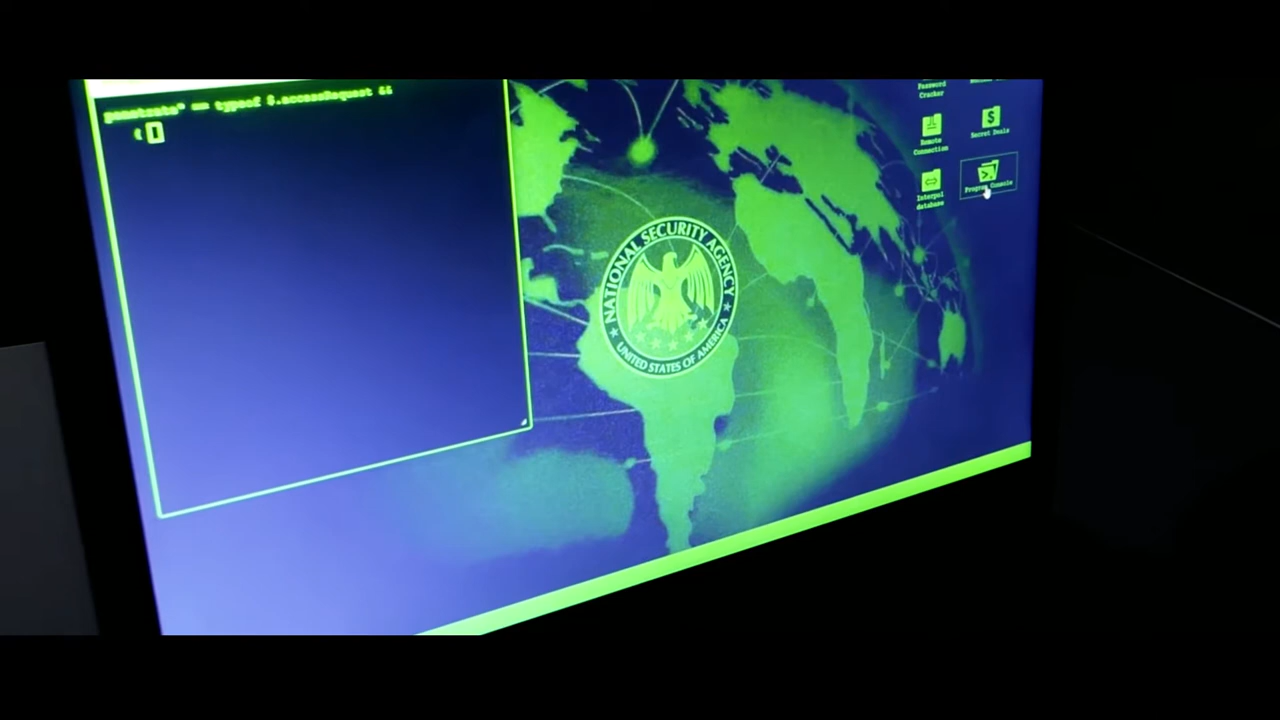 penetrate" == typeof $.accessRequest &&
(
Password
Cracker
Remote
Connection
$
Secret Deals
Interpol
database
>_
Program Console
NATIONAL SECURITY AGENCY
UNITED STATES OF AMERICA